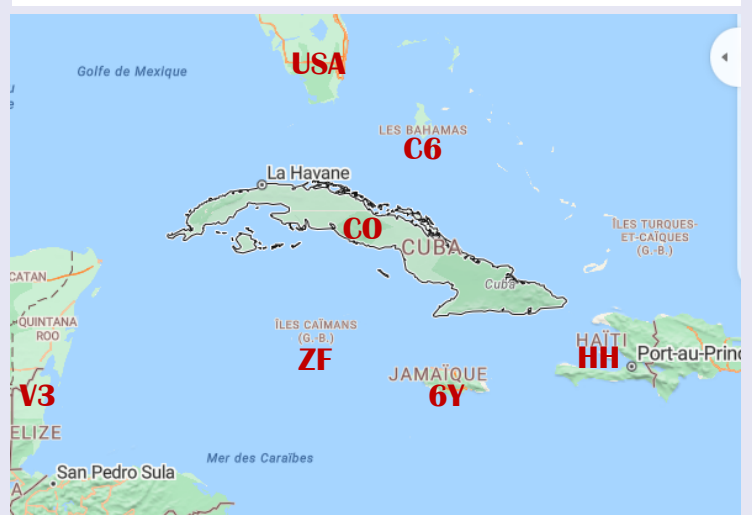 USA
Golfe de Mexique
LES BAHAMAS
C6
La Havane
CO
CUBA
ÎLES TURQUES-
ET-CAÏQUES
(G.-B.)
CATAN
Cuba
QUINTANA
ROO
ÎLES CAÏMANS
(G.-B.)
ZF
HAÏTI
HH
Port-au-Princ
JAMAÏQUE
6Y
V3
ELIZE
Mer des Caraïbes
San Pedro Sula
A